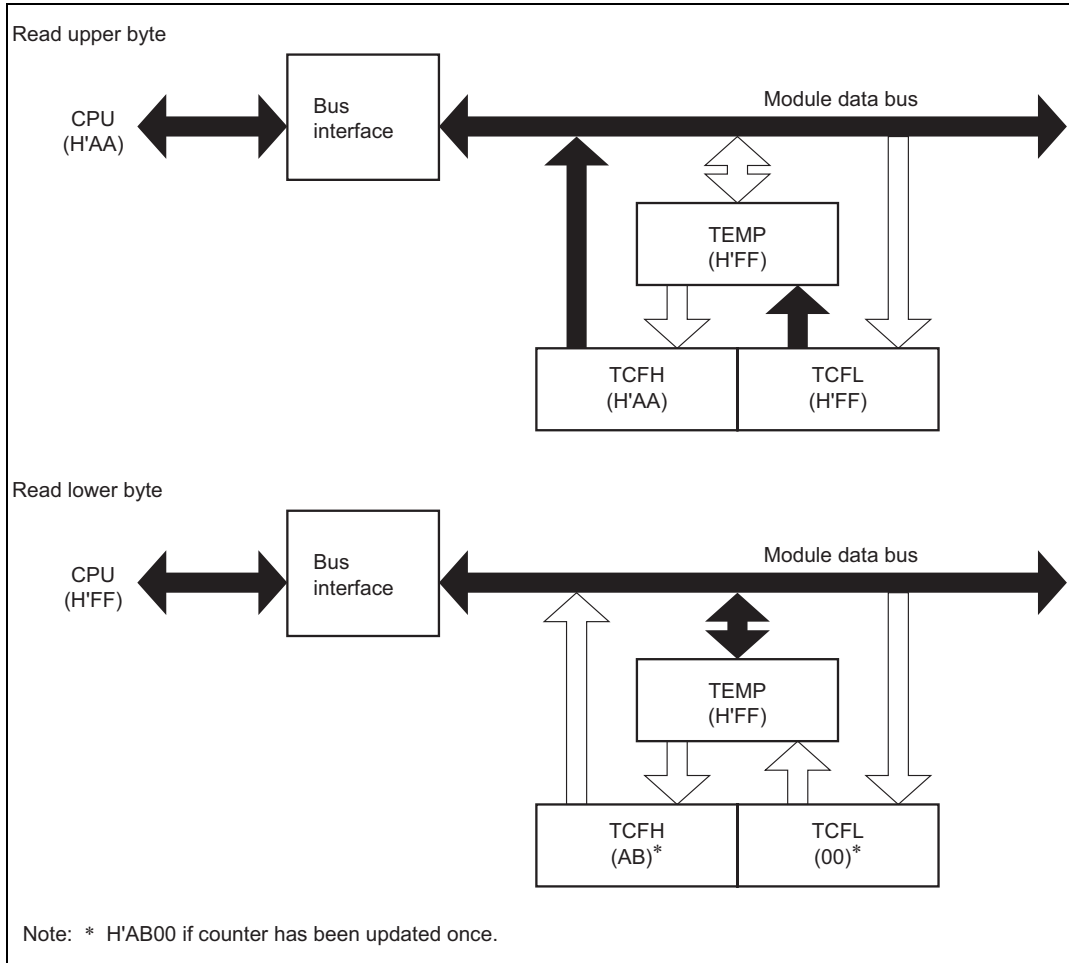 Read upper byte
CPU
(H'AA)
Bus
interface
Module data bus
TEMP
(H'FF)
TCFH
(H'AA)
TCFL
(H'FF)
Read lower byte
CPU
(H'FF)
Bus
interface
Module data bus
TEMP
(H'FF)
TCFH
(AB)*
TCFL
(00)*
Note: * H'AB00 if counter has been updated once.